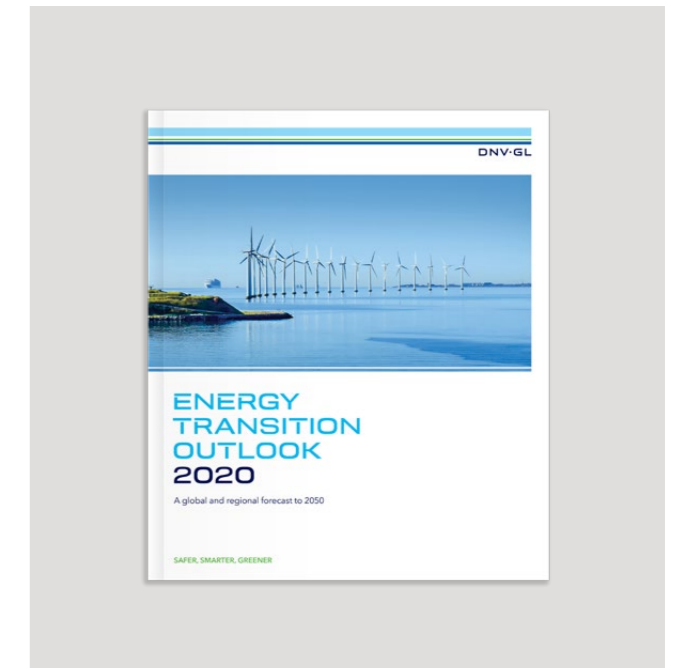 DNV·GL
ENERGY
TRANSITION
OUTLOOK
2020
A global and regional forecast to 2050
SAFER, SMARTER, GREENER